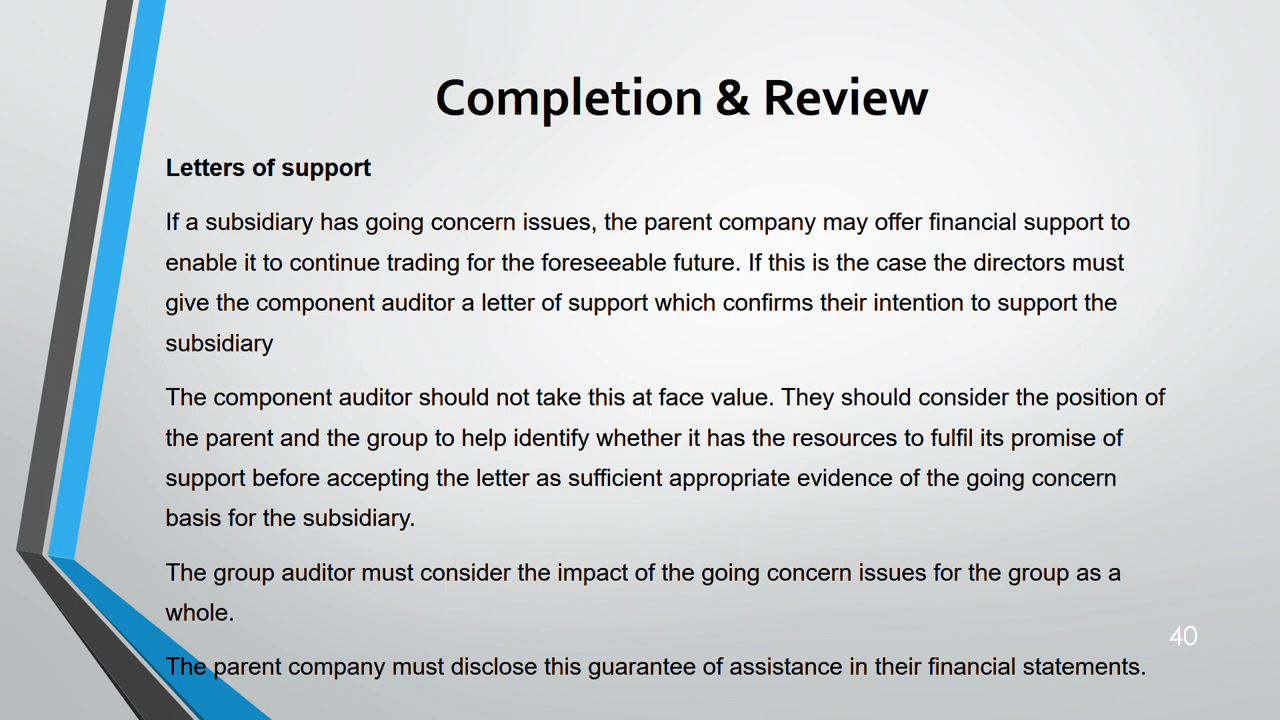 Completion & Review
Letters of support
If a subsidiary has going concern issues, the parent company may offer financial support to
enable it to continue trading for the foreseeable future. If this is the case the directors must
give the component auditor a letter of support which confirms their intention to support the
subsidiary
The component auditor should not take this at face value. They should consider the position of
the parent and the group to help identify whether it has the resources to fulfil its promise of
support before accepting the letter as sufficient appropriate evidence of the going concern
basis for the subsidiary.
The group auditor must consider the impact of the going concern issues for the group as a
whole.
40
The parent company must disclose this guarantee of assistance in their financial statements.